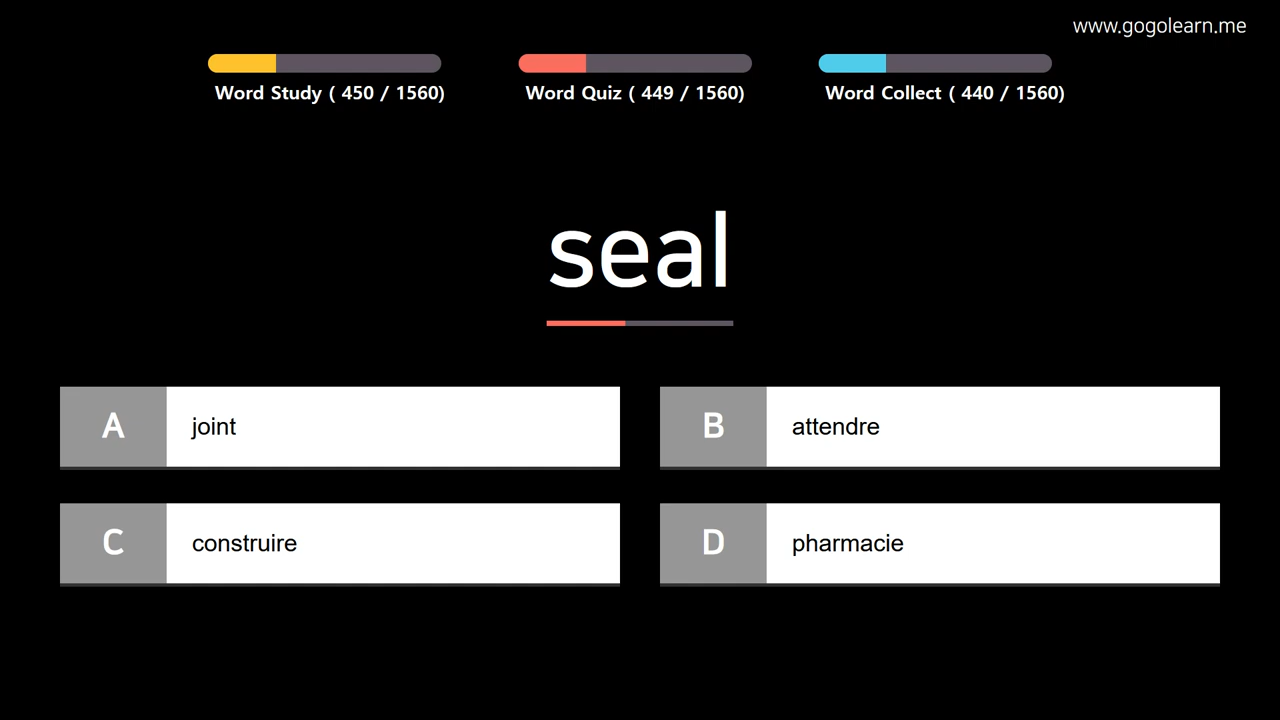 www.gogolearn.me
Word Study ( 450 / 1560)
Word Quiz ( 449 / 1560)
Word Collect ( 440 / 1560)
seal
A joint
B attendre
C construire
D pharmacie